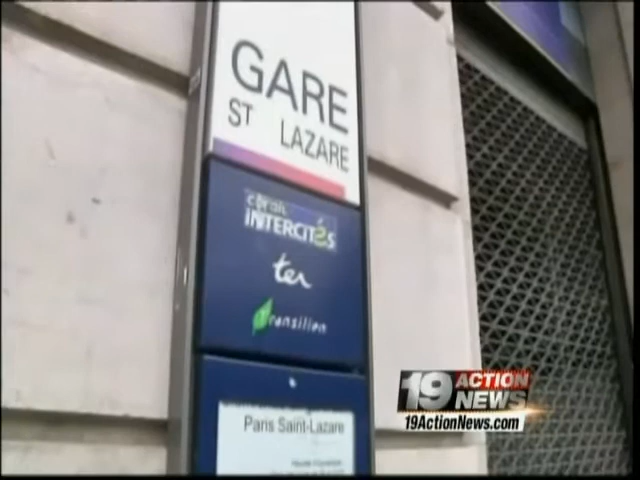 GARE
ST LAZARE
corail
INTERCITéS
ter
Transilien
Paris Saint-Lazare
19 ACTION
NEWS
19ActionNews.com